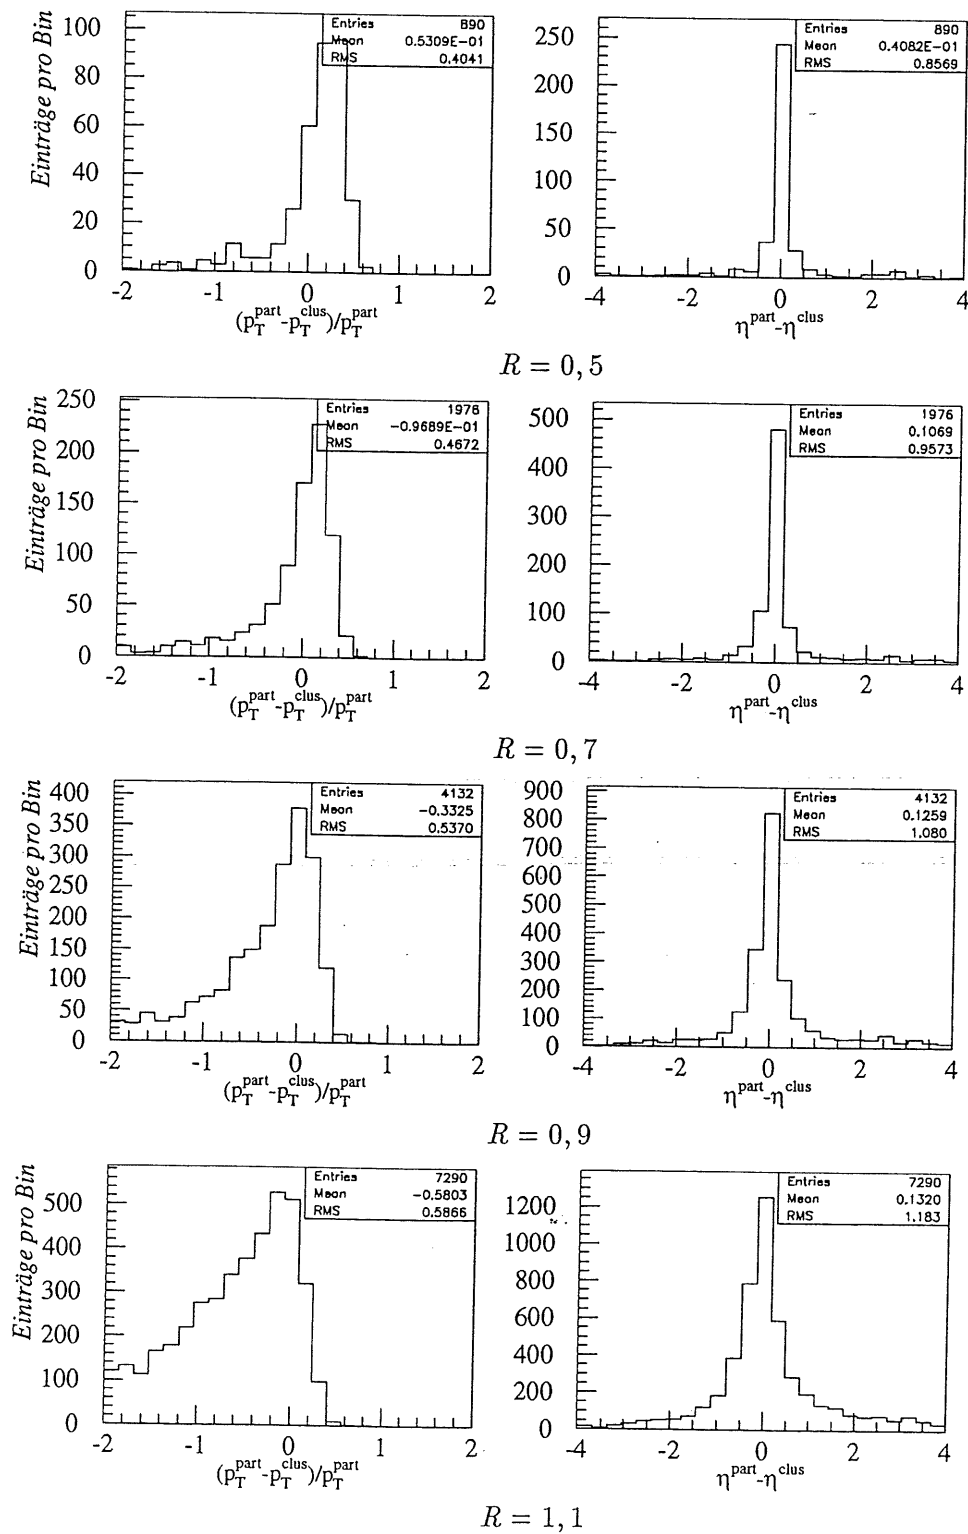 Einträge pro Bin
100
80
60
40
20
0
-2 -1 0 1 2
(p_T^part-p_T^clus)/p_T^part
Entries 890
Mean 0.5309E-01
RMS 0.4041
250
200
150
100
50
0
-4 -2 0 2 4
η^part-η^clus
Entries 890
Mean 0.4082E-01
RMS 0.8569
R = 0,5
Einträge pro Bin
250
200
150
100
50
0
-2 -1 0 1 2
(p_T^part-p_T^clus)/p_T^part
Entries 1976
Mean -0.9689E-01
RMS 0.4672
500
400
300
200
100
0
-4 -2 0 2 4
η^part-η^clus
Entries 1976
Mean 0.1069
RMS 0.9573
R = 0,7
Einträge pro Bin
400
350
300
250
200
150
100
50
0
-2 -1 0 1 2
(p_T^part-p_T^clus)/p_T^part
Entries 4132
Mean -0.3325
RMS 0.5370
900
800
700
600
500
400
300
200
100
0
-4 -2 0 2 4
η^part-η^clus
Entries 4132
Mean 0.1259
RMS 1.080
R = 0,9
Einträge pro Bin
500
400
300
200
100
0
-2 -1 0 1 2
(p_T^part-p_T^clus)/p_T^part
Entries 7290
Mean -0.5803
RMS 0.5866
1200
1000
800
600
400
200
0
-4 -2 0 2 4
η^part-η^clus
Entries 7290
Mean 0.1320
RMS 1.183
R = 1,1